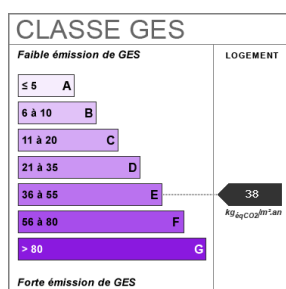 CLASSE GES
Faible émission de GES
LOGEMENT
≤ 5 A
6 à 10 B
11 à 20 C
21 à 35 D
36 à 55 E
38
kgéqCO2/m².an
56 à 80 F
> 80 G
Forte émission de GES